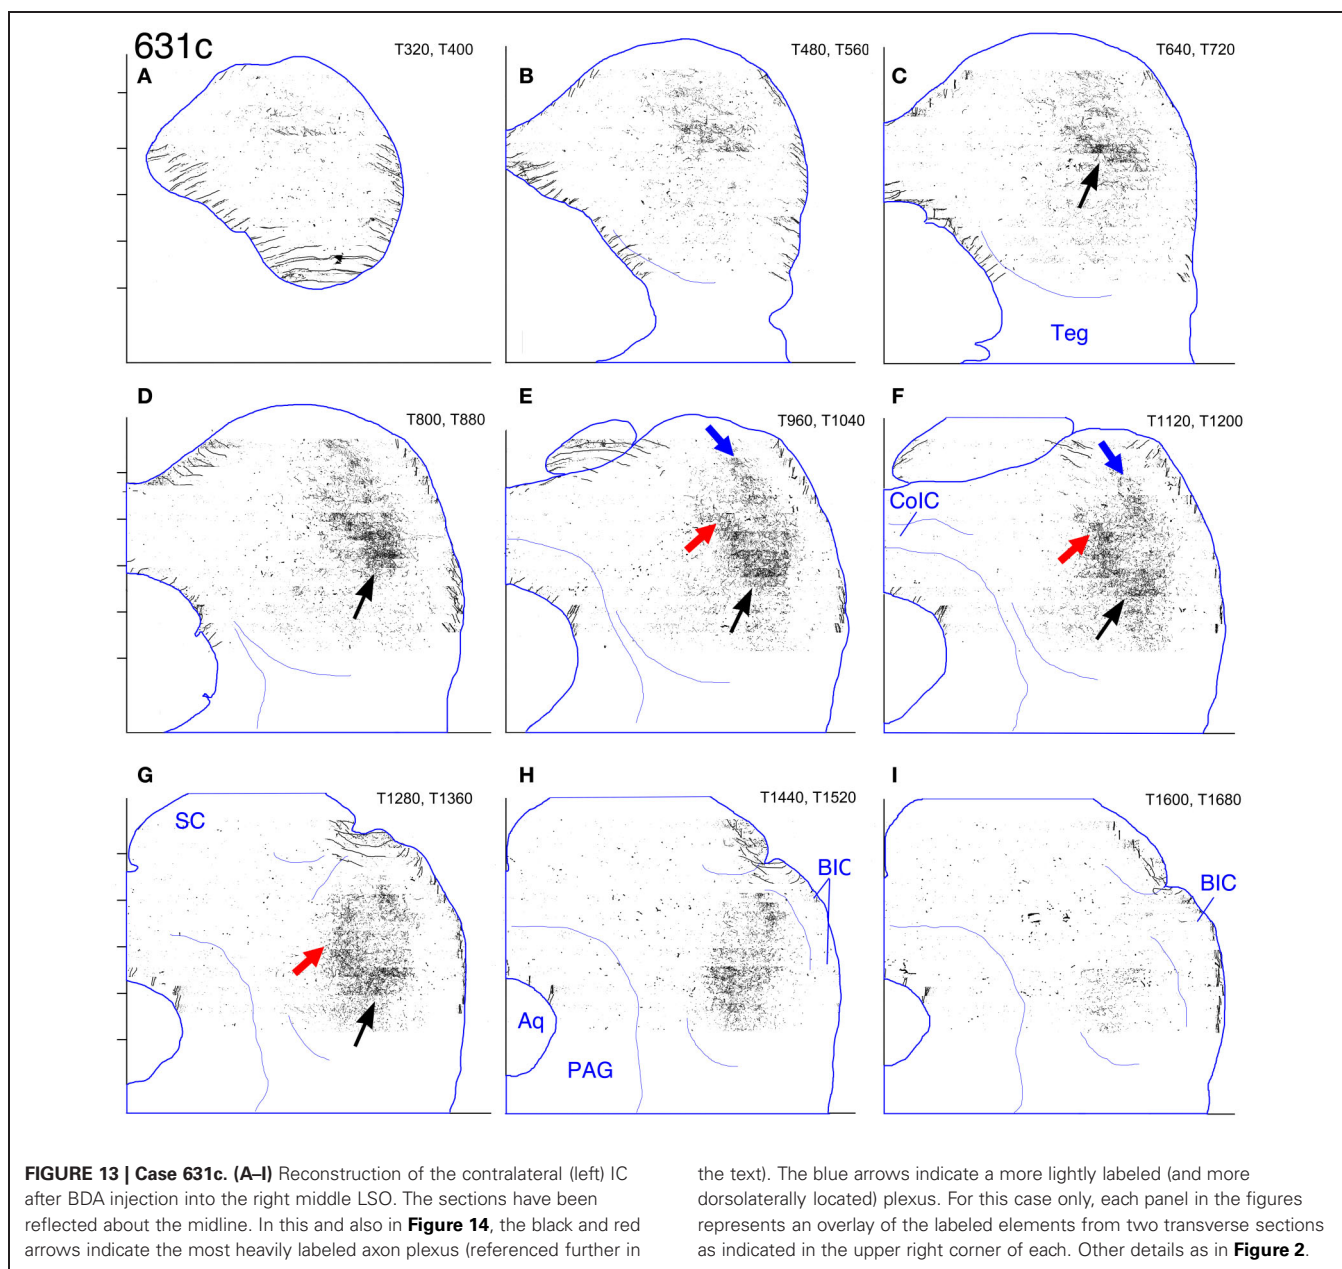 631c
A
T320, T400
B
T480, T560
C
T640, T720
Teg
D
T800, T880
E
T960, T1040
F
T1120, T1200
CoIC
G
T1280, T1360
SC
H
T1440, T1520
BIC
Aq
PAG
I
T1600, T1680
BIC
FIGURE 13 | Case 631c. (A–I) Reconstruction of the contralateral (left) IC
after BDA injection into the right middle LSO. The sections have been
reflected about the midline. In this and also in Figure 14, the black and red
arrows indicate the most heavily labeled axon plexus (referenced further in
the text). The blue arrows indicate a more lightly labeled (and more
dorsolaterally located) plexus. For this case only, each panel in the figures
represents an overlay of the labeled elements from two transverse sections
as indicated in the upper right corner of each. Other details as in Figure 2.